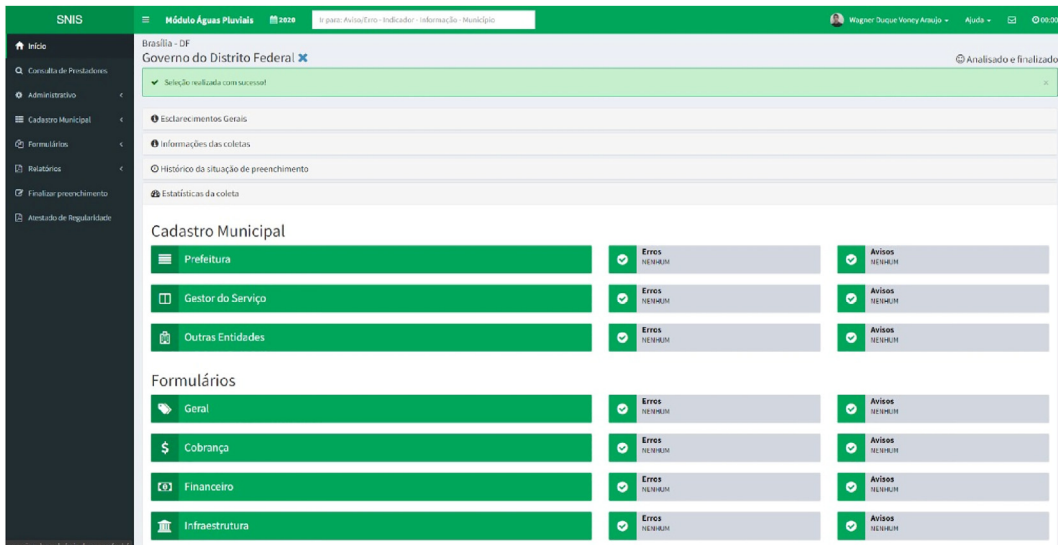 SNIS
Módulo Águas Pluviais
2020
Ir para: Aviso/Erro - Indicador - Informação - Município
Wagner Duque Voney Araujo
Ajuda
00:00
Início
Consulta de Prestadores
Administrativo
Cadastro Municipal
Formulários
Relatórios
Finalizar preenchimento
Atestado de Regularidade
Brasília - DF
Governo do Distrito Federal
Analisado e finalizado
Seleção realizada com sucesso!
Esclarecimentos Gerais
Informações das coletas
Histórico da situação de preenchimento
Estatísticas da coleta
Cadastro Municipal
Prefeitura
Erros
NENHUM
Avisos
NENHUM
Gestor do Serviço
Erros
NENHUM
Avisos
NENHUM
Outras Entidades
Erros
NENHUM
Avisos
NENHUM
Formulários
Geral
Erros
NENHUM
Avisos
NENHUM
Cobrança
Erros
NENHUM
Avisos
NENHUM
Financeiro
Erros
NENHUM
Avisos
NENHUM
Infraestrutura
Erros
NENHUM
Avisos
NENHUM